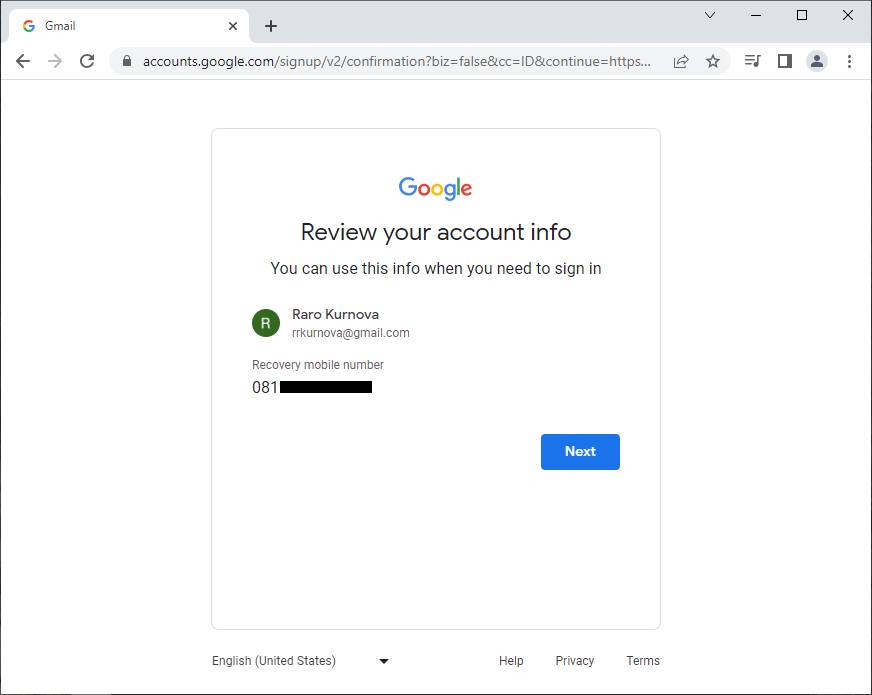 Gmail
accounts.google.com/signup/v2/confirmation?biz=false&cc=ID&continue=https...
Google
Review your account info
You can use this info when you need to sign in
R
Raro Kurnova
rrkurnova@gmail.com
Recovery mobile number
081
Next
English (United States)
Help Privacy Terms